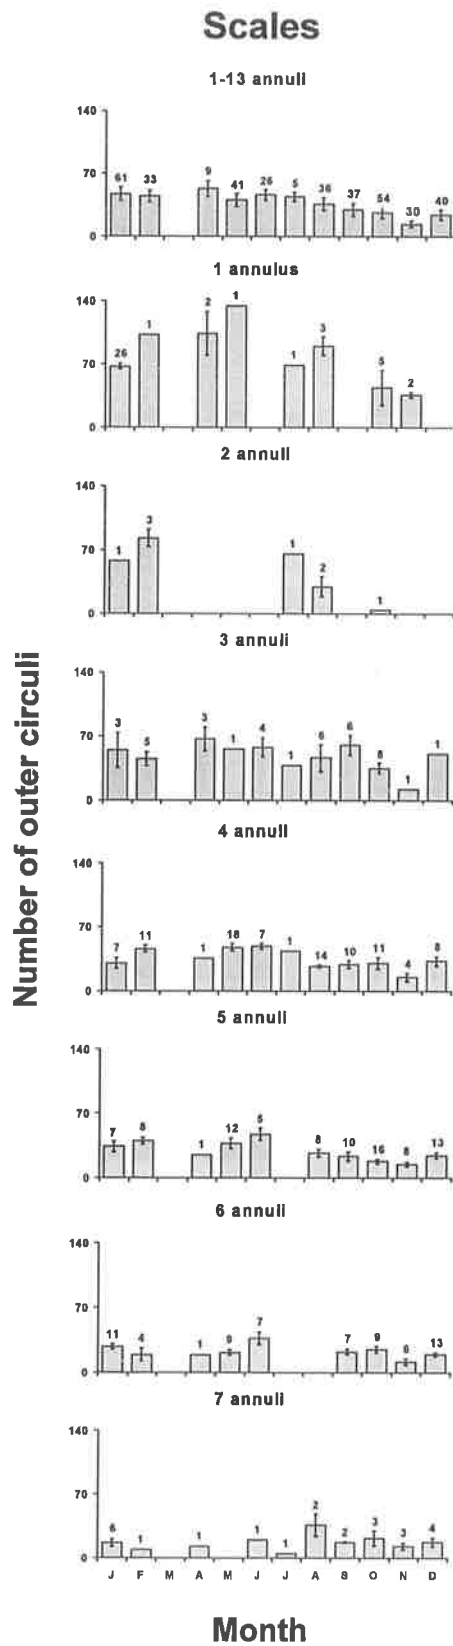 Scales
1-13 annuli
140
61 33 9 41 26 5 36 37 54 30 40
70
0
1 annulus
140
26 1 2 1 1 3 5 2
70
0
2 annuli
140
1 3 1 2 1
70
0
3 annuli
140
3 5 3 1 4 1 6 6 8 1 1
70
0
4 annuli
140
7 11 1 18 7 1 14 10 11 4 8
70
0
5 annuli
140
7 8 1 12 5 8 10 16 8 13
70
0
6 annuli
140
11 4 1 9 7 7 9 6 13
70
0
7 annuli
140
6 1 1 1 1 2 2 3 3 4
70
0
J F M A M J J A S O N D
Number of outer circuli
Month